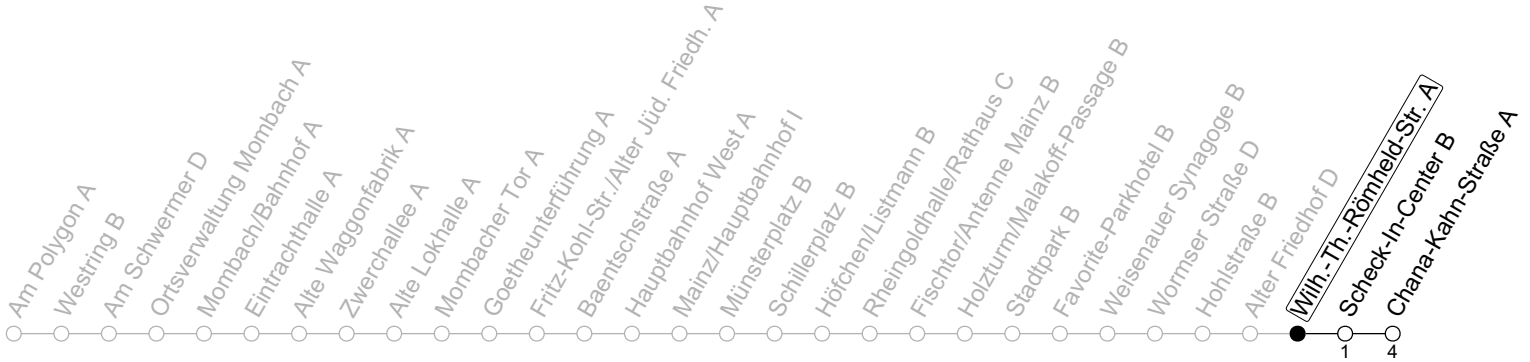 Am Polygon A
Westring B
Am Schwermer D
Ortsverwaltung Mombach A
Mombach/Bahnhof A
Eintrachthalle A
Alte Waggonfabrik A
Zwerchallee A
Alte Lokhalle A
Mombacher Tor A
Goetheunterführung A
Fritz-Kohl-Str./Alter Jüd. Friedh. A
Baentschstraße A
Hauptbahnhof West A
Mainz/Hauptbahnhof I
Münsterplatz B
Schillerplatz B
Höfchen/Listmann B
Rheingoldhalle/Rathaus C
Fischtor/Antenne Mainz B
Holzturm/Malakoff-Passage B
Stadtpark B
Favorite-Parkhotel B
Weisenauer Synagoge B
Wormser Straße D
Hohlstraße B
Alter Friedhof D
Wilh.-Th.-Römheld-Str. A
Scheck-In-Center B
Chana-Kahn-Straße A
1
4